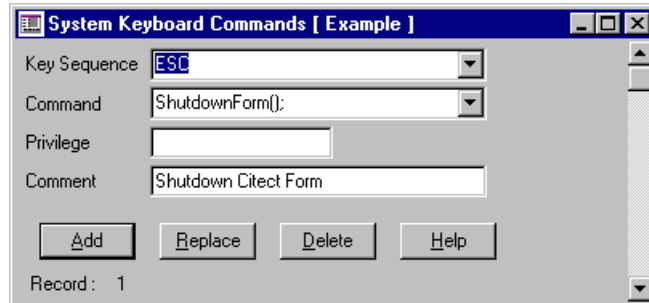 System Keyboard Commands [ Example ]
Key Sequence ESC
Command ShutdownForm();
Privilege
Comment Shutdown Citect Form
Add Replace Delete Help
Record : 1